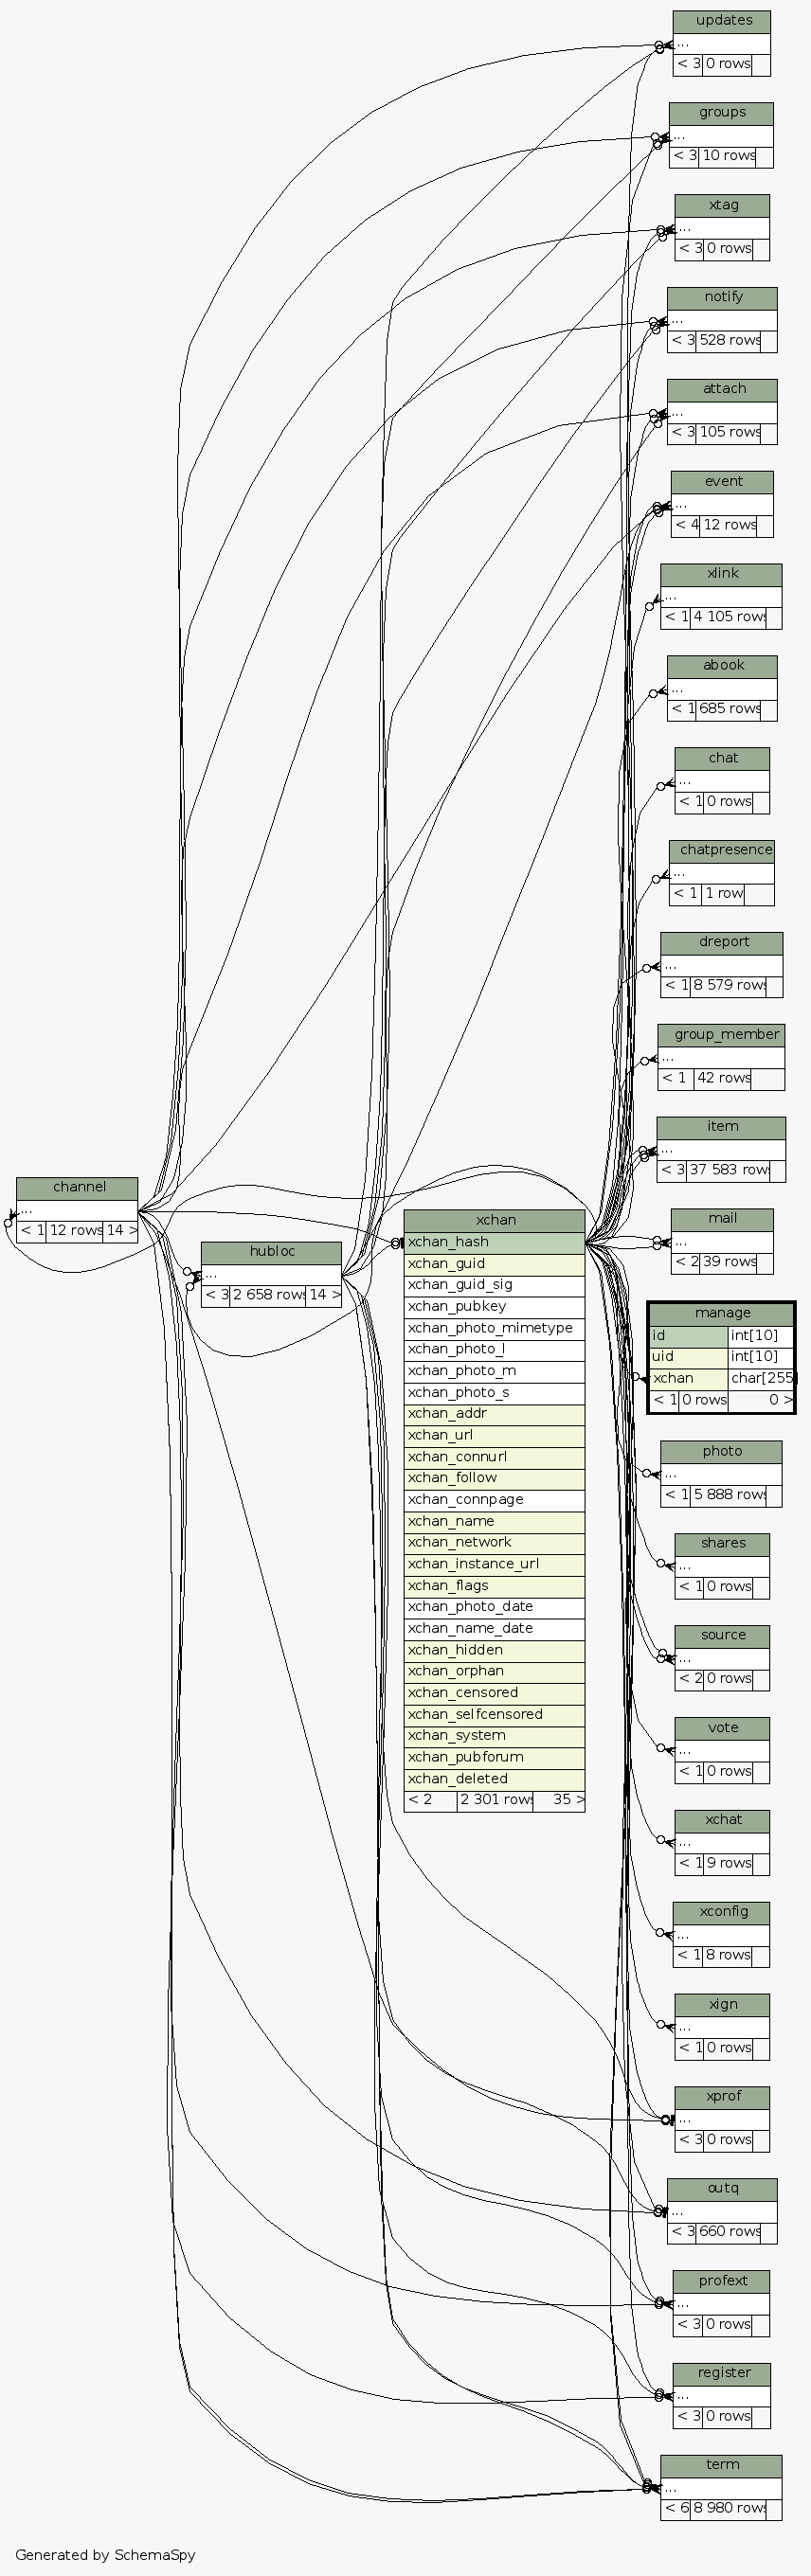 updates
...
< 3 0 rows
groups
...
< 3 10 rows
xtag
...
< 3 0 rows
notify
...
< 3 528 rows
attach
...
< 3 105 rows
event
...
< 4 12 rows
xlink
...
< 1 4 105 rows
abook
...
< 1 685 rows
chat
...
< 1 0 rows
chatpresence
...
< 1 1 row
dreport
...
< 1 8 579 rows
group_member
...
< 1 42 rows
item
...
< 3 37 583 rows
channel
...
< 1 12 rows 14 >
hubloc
...
< 3 2 658 rows 14 >
xchan
xchan_hash
xchan_guid
xchan_guid_sig
xchan_pubkey
xchan_photo_mimetype
xchan_photo_l
xchan_photo_m
xchan_photo_s
xchan_addr
xchan_url
xchan_connurl
xchan_follow
xchan_connpage
xchan_name
xchan_network
xchan_instance_url
xchan_flags
xchan_photo_date
xchan_name_date
xchan_hidden
xchan_orphan
xchan_censored
xchan_selfcensored
xchan_system
xchan_pubforum
xchan_deleted
< 2 2 301 rows 35 >
mail
...
< 2 39 rows
manage
id int[10]
uid int[10]
xchan char[255]
< 1 0 rows 0 >
photo
...
< 1 5 888 rows
shares
...
< 1 0 rows
source
...
< 2 0 rows
vote
...
< 1 0 rows
xchat
...
< 1 9 rows
xconfig
...
< 1 8 rows
xign
...
< 1 0 rows
xprof
...
< 3 0 rows
outq
...
< 3 660 rows
profext
...
< 3 0 rows
register
...
< 3 0 rows
term
...
< 6 8 980 rows
Generated by SchemaSpy